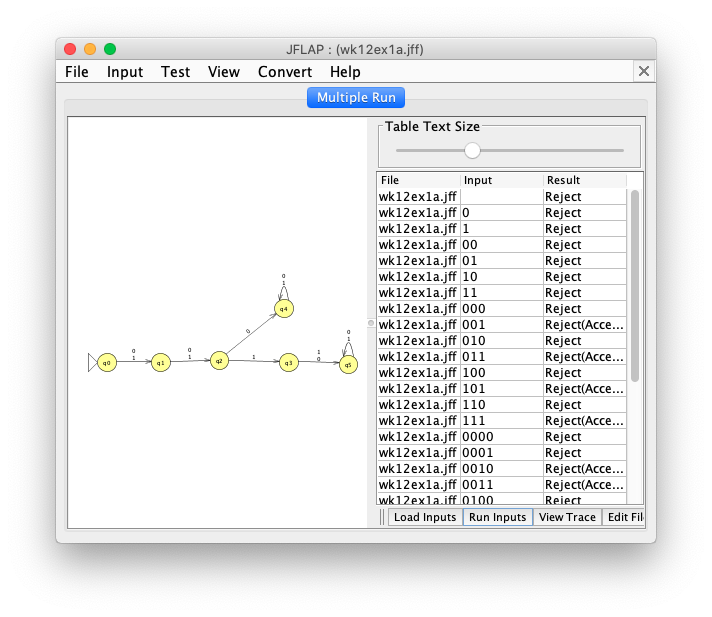 JFLAP : (wk12ex1a.jff)
File Input Test View Convert Help
Multiple Run
Table Text Size
File Input Result
wk12ex1a.jff Reject
wk12ex1a.jff 0 Reject
wk12ex1a.jff 1 Reject
wk12ex1a.jff 00 Reject
wk12ex1a.jff 01 Reject
wk12ex1a.jff 10 Reject
wk12ex1a.jff 11 Reject
wk12ex1a.jff 000 Reject
wk12ex1a.jff 001 Reject(Acce...
wk12ex1a.jff 010 Reject
wk12ex1a.jff 011 Reject(Acce...
wk12ex1a.jff 100 Reject
wk12ex1a.jff 101 Reject(Acce...
wk12ex1a.jff 110 Reject
wk12ex1a.jff 111 Reject(Acce...
wk12ex1a.jff 0000 Reject
wk12ex1a.jff 0001 Reject
wk12ex1a.jff 0010 Reject(Acce...
wk12ex1a.jff 0011 Reject(Acce...
wk12ex1a.jff 0100 Reject
Load Inputs Run Inputs View Trace Edit Fil
0
1
q4
0
0
1
0
1
0
1
1
1
0
q0 q1 q2 q3 q5